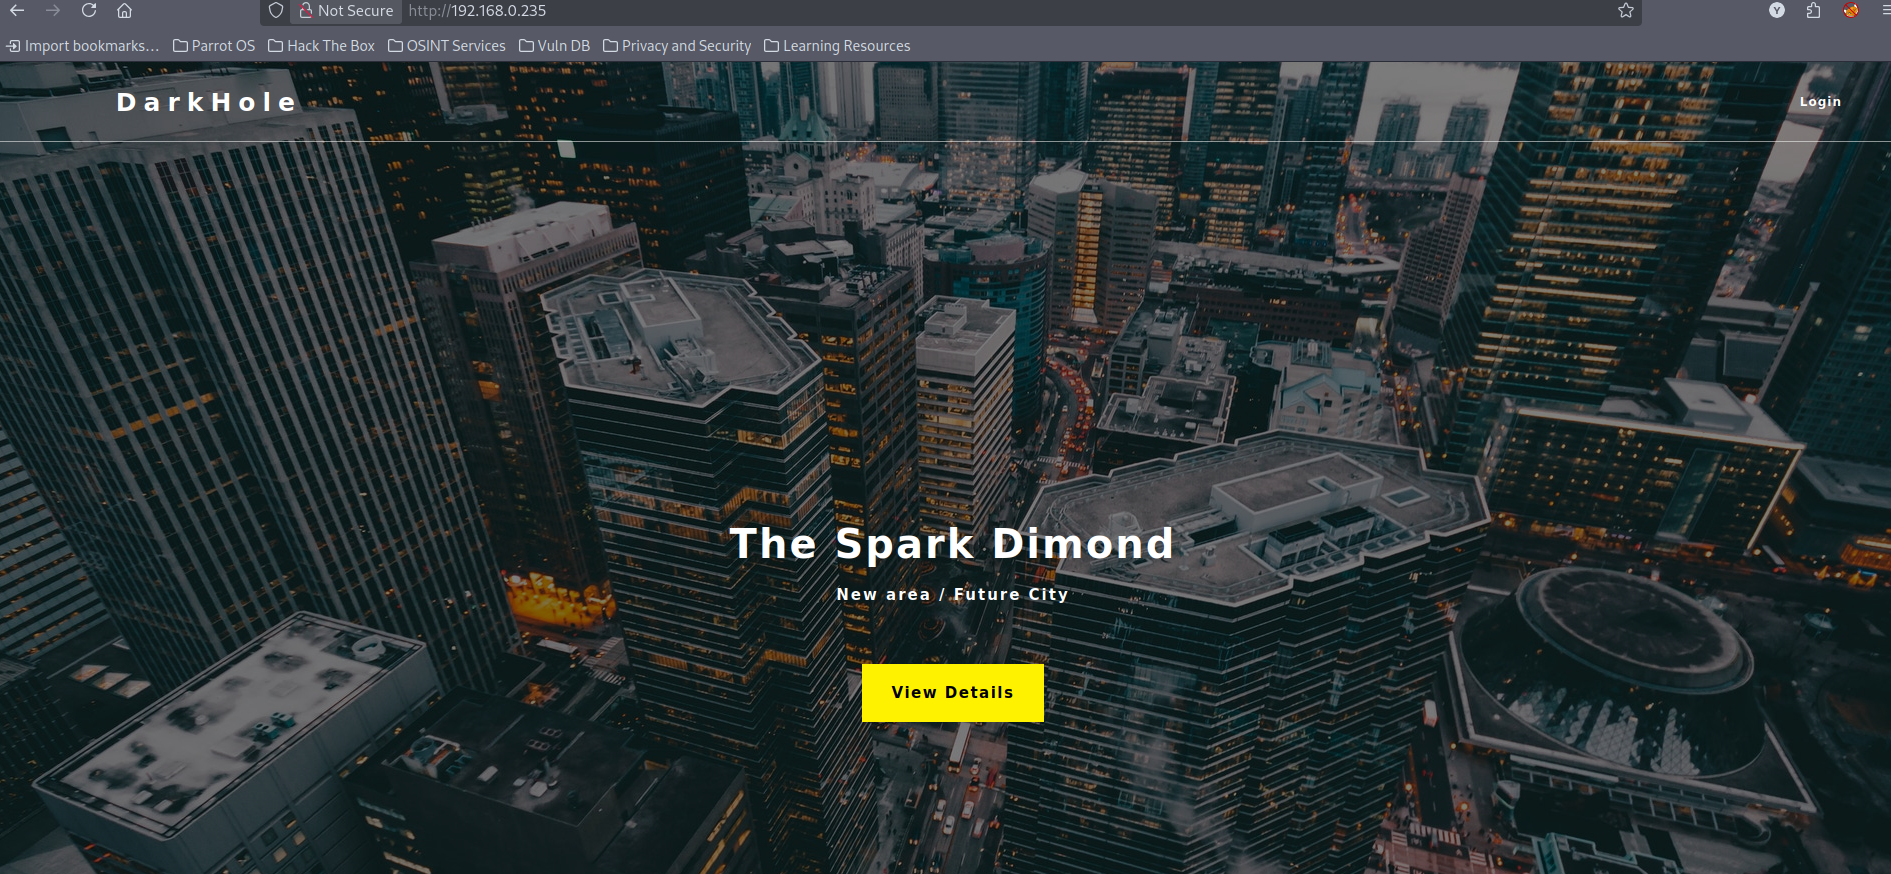 Not Secure http://192.168.0.235
Import bookmarks... Parrot OS Hack The Box OSINT Services Vuln DB Privacy and Security Learning Resources
DarkHole
Login
The Spark Dimond
New area / Future City
View Details